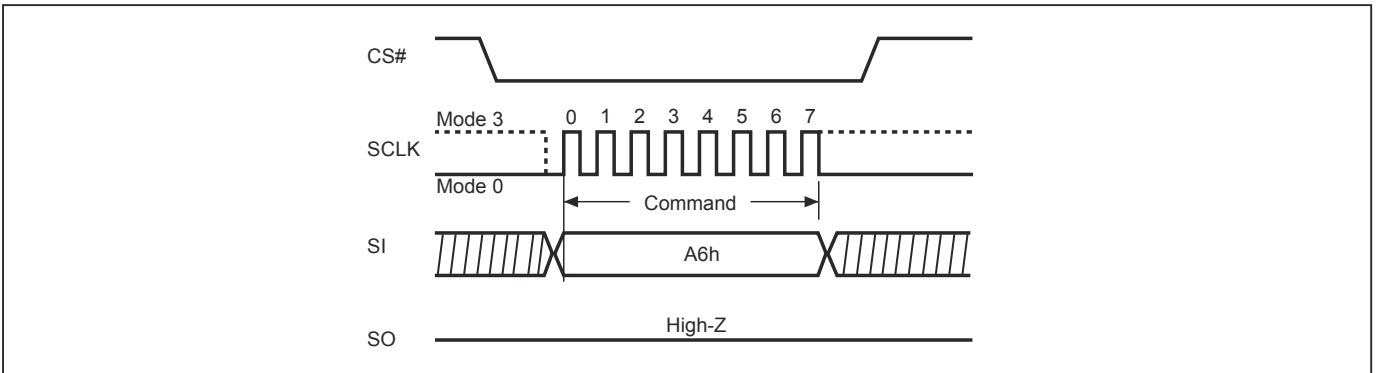 CS#
Mode 3
0 1 2 3 4 5 6 7
SCLK
Mode 0
Command
SI
A6h
High-Z
SO